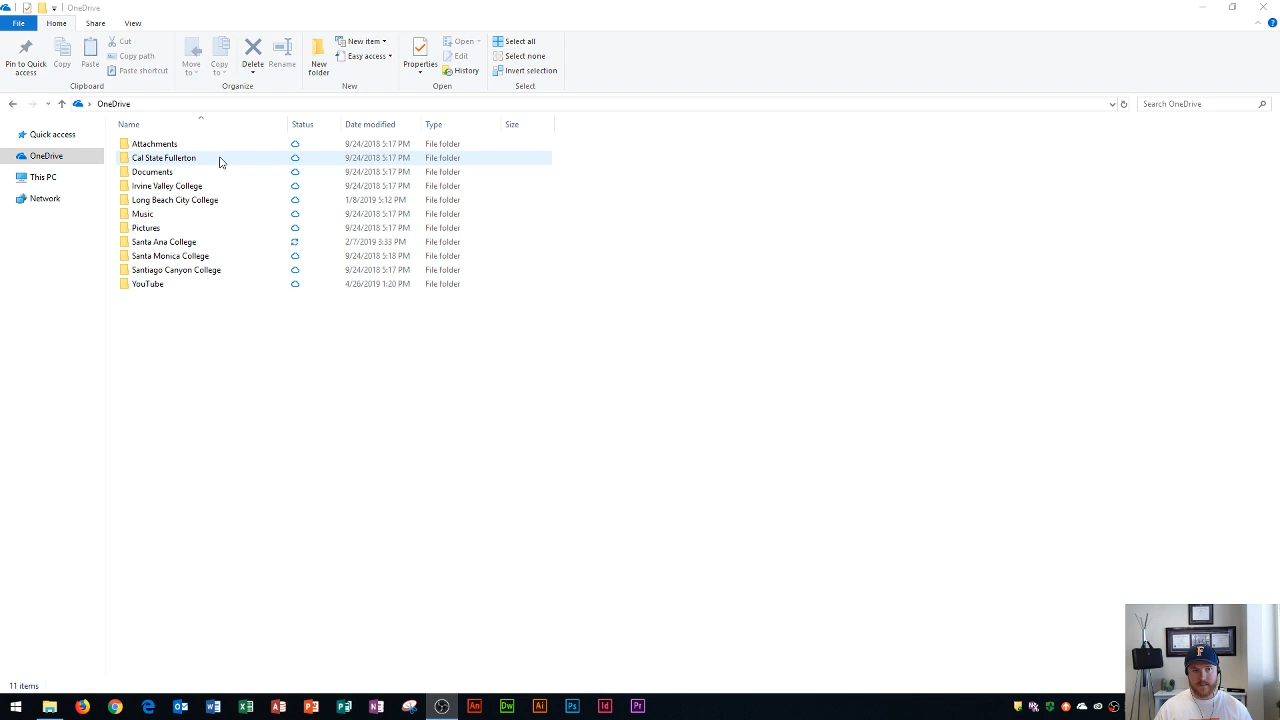 OneDrive
File Home Share View
Pin to Quick access
Copy
Paste
Cut
Copy path
Paste shortcut
Move to
Copy to
Delete
Rename
New folder
New item
Easy access
Properties
Open
Edit
History
Select all
Select none
Invert selection
Clipboard Organize New Open Select
OneDrive
Search OneDrive
Name Status Date modified Type Size
Quick access
OneDrive
This PC
Network
Attachments 9/24/2018 5:17 PM File folder
Cal State Fullerton 9/24/2018 5:17 PM File folder
Documents 9/24/2018 5:17 PM File folder
Irvine Valley College 9/24/2018 5:17 PM File folder
Long Beach City College 1/8/2019 5:12 PM File folder
Music 9/24/2018 5:17 PM File folder
Pictures 9/24/2018 5:17 PM File folder
Santa Ana College 2/7/2019 3:33 PM File folder
Santa Monica College 9/24/2018 5:18 PM File folder
Santiago Canyon College 9/24/2018 5:17 PM File folder
YouTube 4/26/2019 1:20 PM File folder
11 items
An Dw Ai Ps Id Pr
F